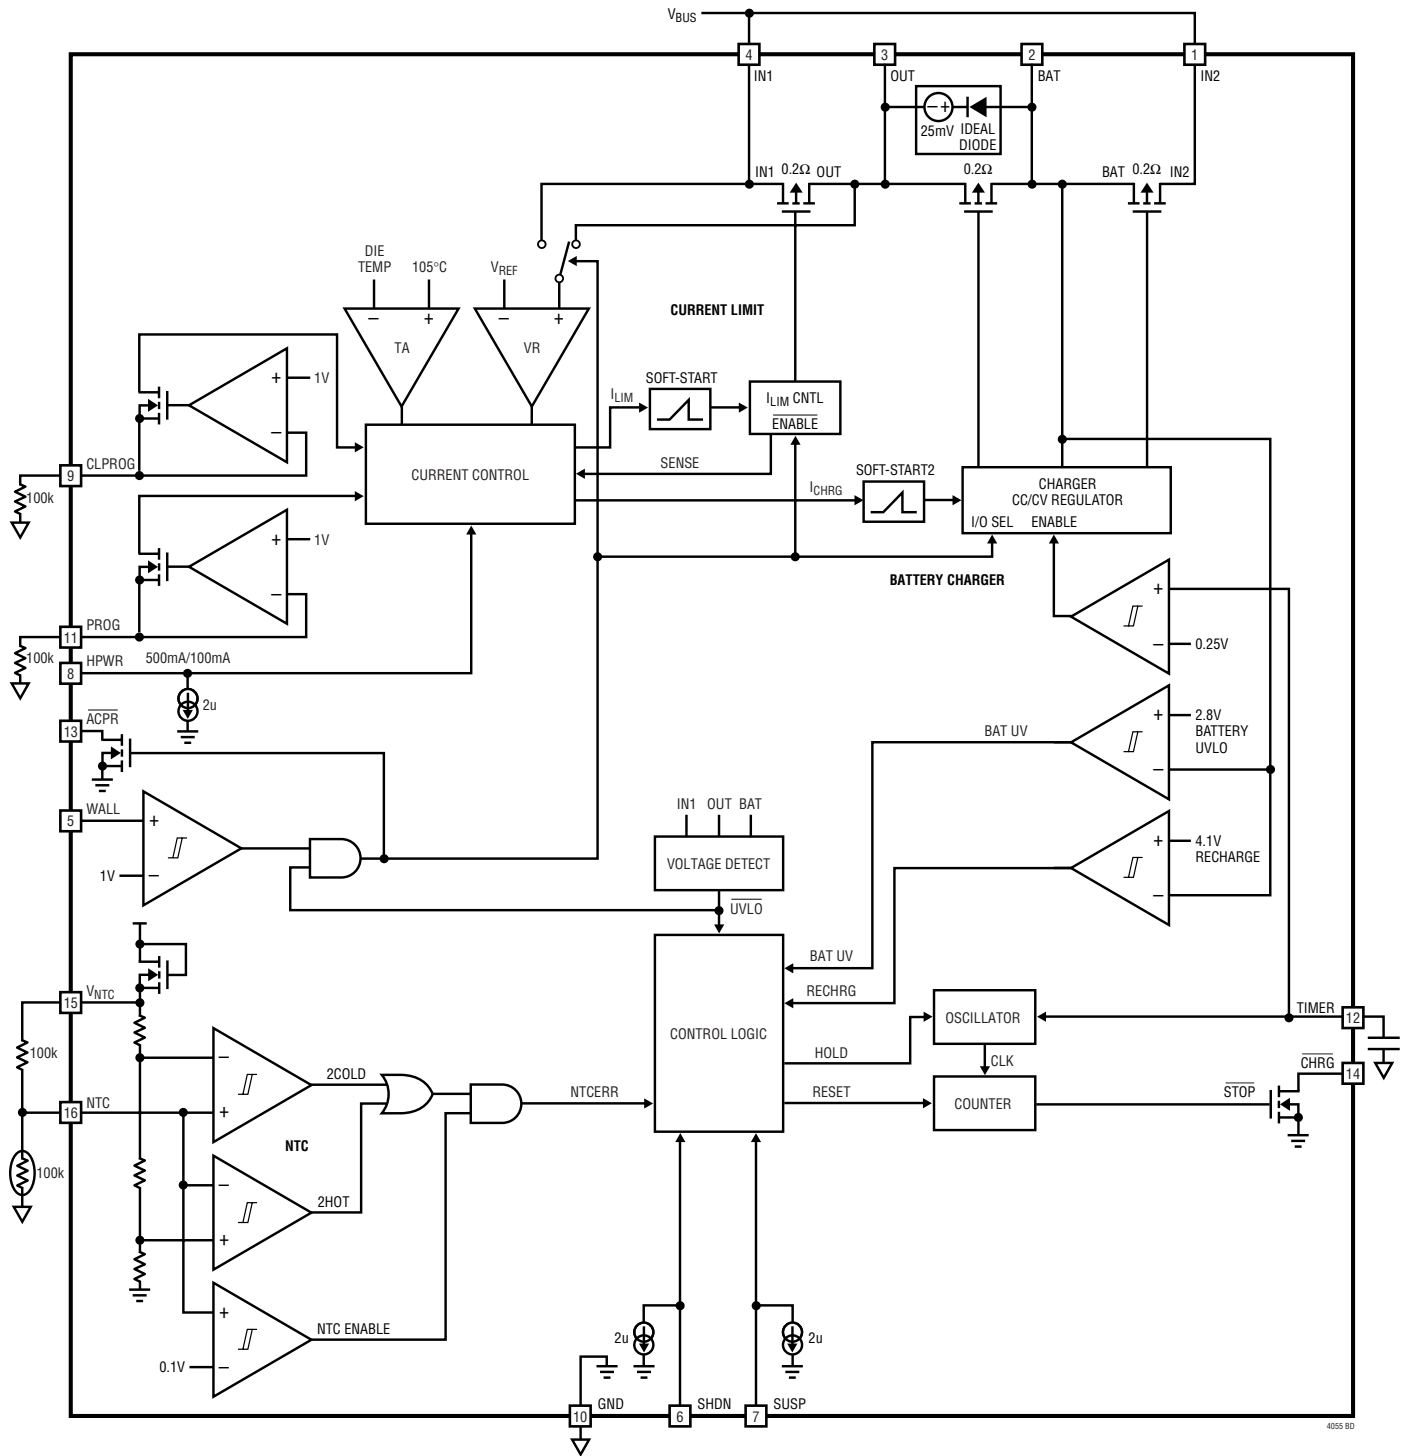 VBUS
4 3 2 1
IN1 OUT BAT IN2
25mV IDEAL DIODE
IN1 0.2Ω OUT 0.2Ω BAT 0.2Ω IN2
DIE TEMP 105°C VREF
CURRENT LIMIT
– + – +
TA VR
+ 1V
–
SOFT-START
ILIM
ILIM CNTL
ENABLE
CURRENT CONTROL
SENSE
SOFT-START2
ICHRG
CHARGER
CC/CV REGULATOR
I/O SEL ENABLE
9 CLPROG
100k
+ 1V
–
BATTERY CHARGER
+
– 0.25V
11 PROG
100k
8 HPWR
500mA/100mA
2u
13 ACPR
BAT UV
+ 2.8V
BATTERY
UVLO
–
5 WALL
+
1V –
IN1 OUT BAT
VOLTAGE DETECT
UVLO
+ 4.1V
RECHARGE
–
BAT UV
RECHRG
CONTROL LOGIC
HOLD
RESET
OSCILLATOR
CLK
COUNTER
TIMER 12
CHRG
14
STOP
15 VNTC
100k
16 NTC
100k
–
+
2COLD
NTC
–
+
2HOT
NTCERR
+
0.1V –
NTC ENABLE
2u 2u
10 GND
6 SHDN
7 SUSP
4055 BD